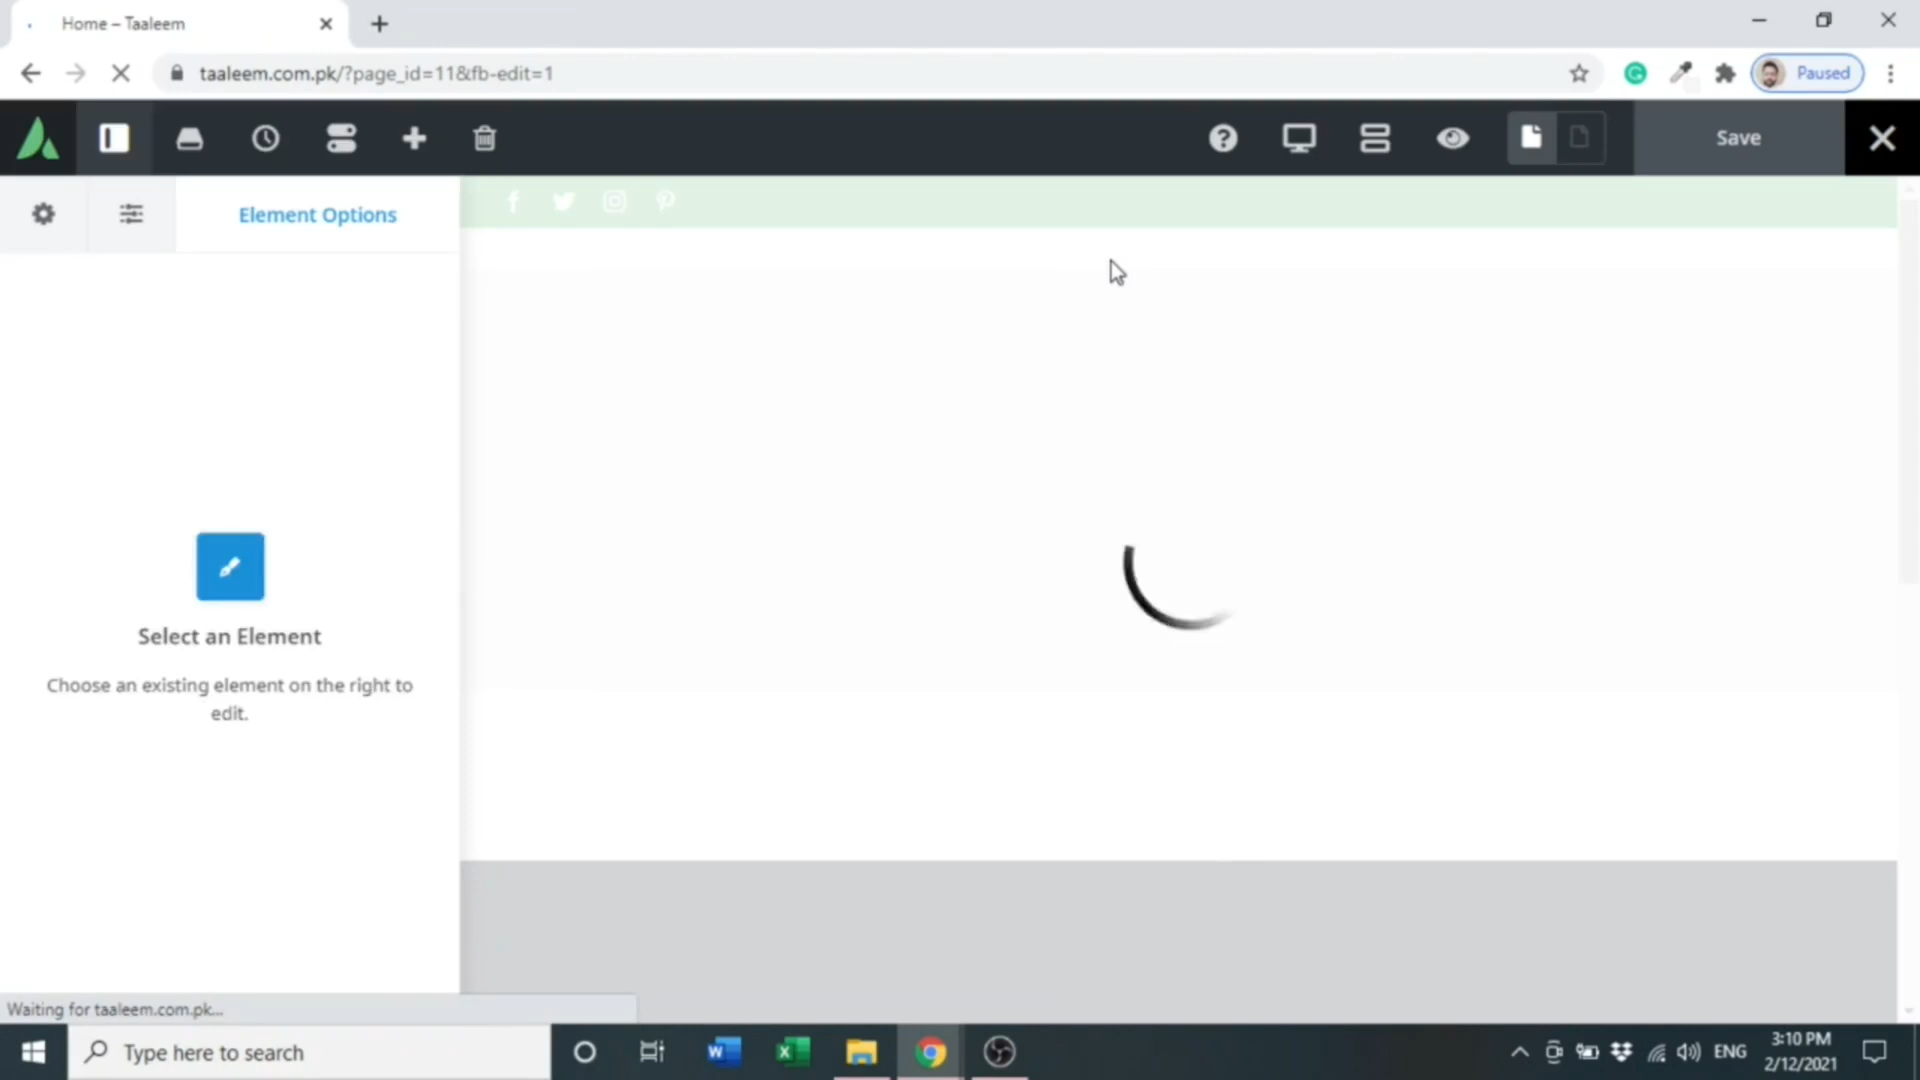 Home – Taaleem
taaleem.com.pk/?page_id=11&fb-edit=1
Paused
Save
Element Options
Select an Element
Choose an existing element on the right to
edit.
Waiting for taaleem.com.pk...
Type here to search
ENG
3:10 PM
2/12/2021